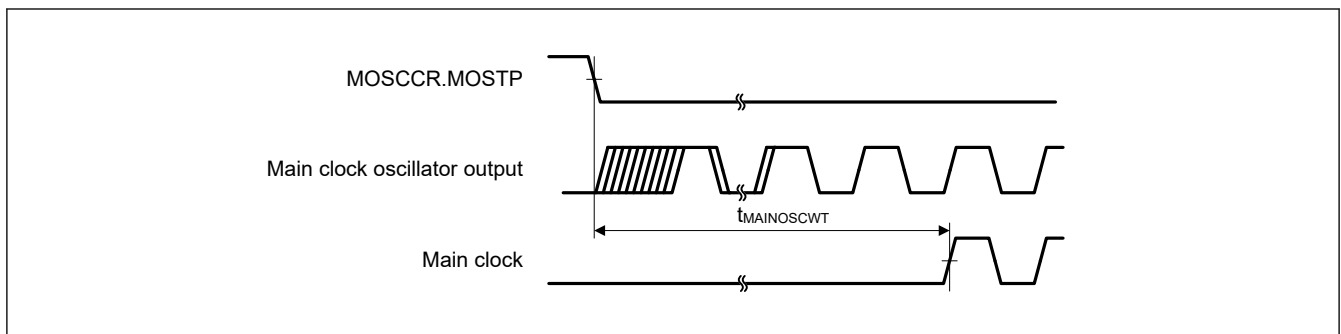 MOSCCR.MOSTP
Main clock oscillator output
tMAINOSCWT
Main clock